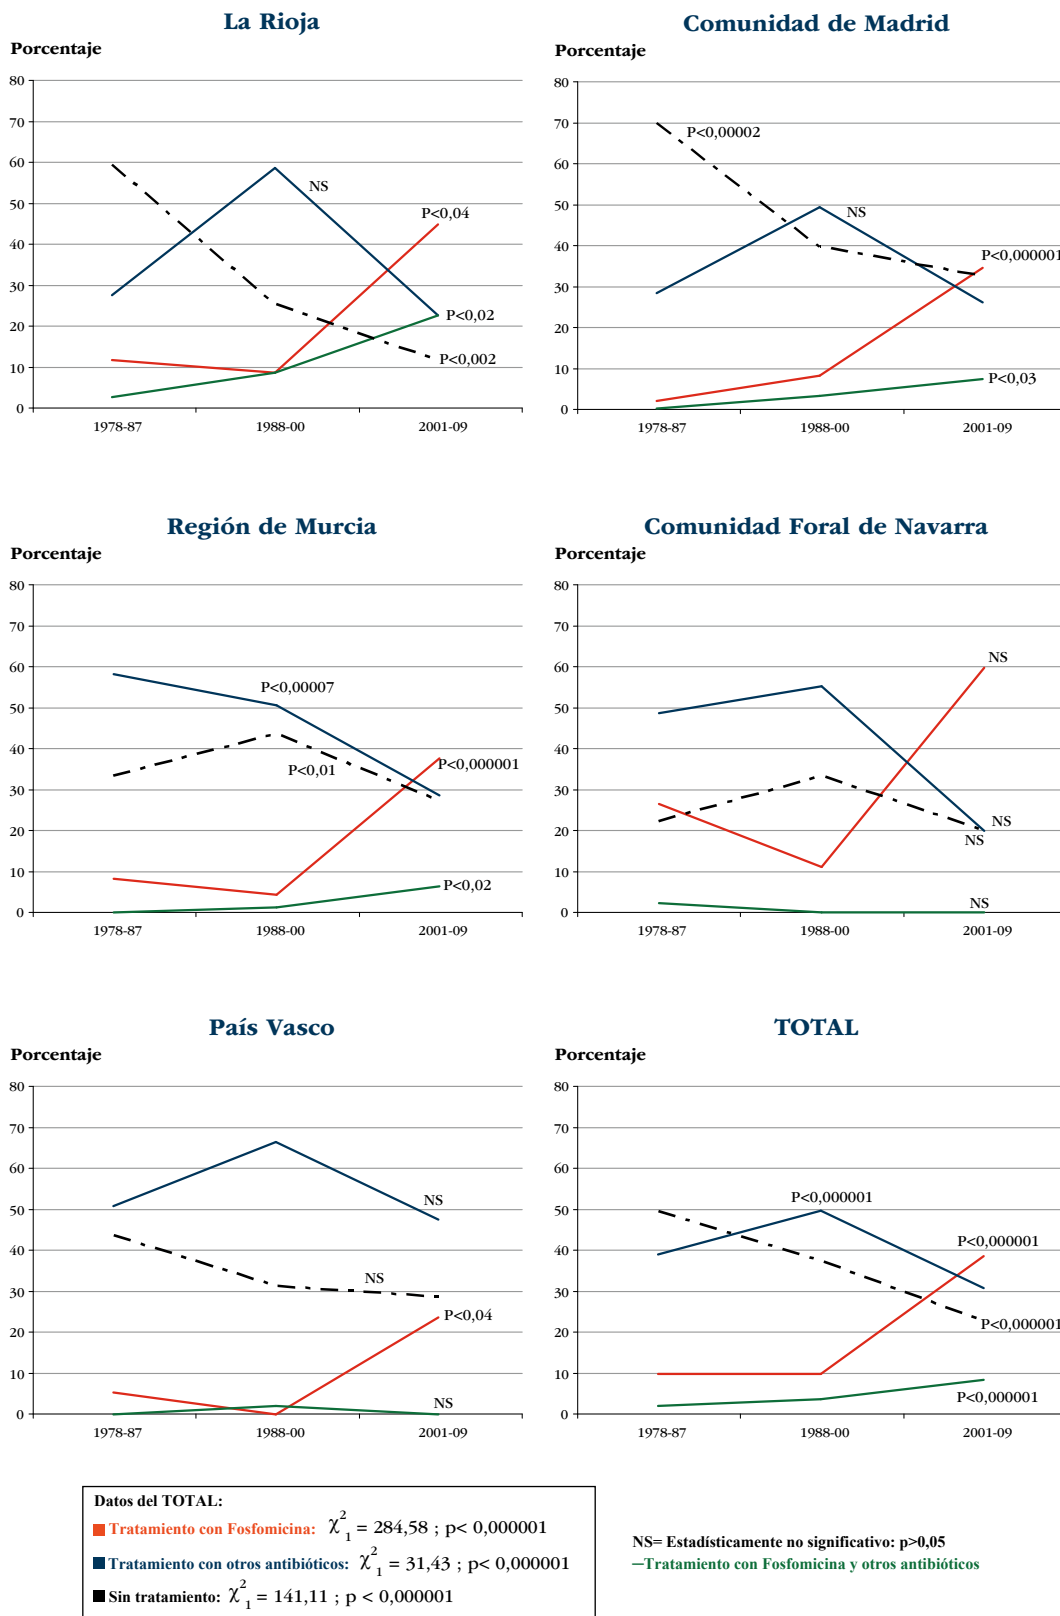 La Rioja
Porcentaje
80
70
60
50
40
30
20
10
0
NS
P<0,04
P<0,02
P<0,002
1978-87 1988-00 2001-09
Comunidad de Madrid
Porcentaje
80
70
60
50
40
30
20
10
0
P<0,00002
NS
P<0,000001
P<0,03
1978-87 1988-00 2001-09
Región de Murcia
Porcentaje
80
70
60
50
40
30
20
10
0
P<0,00007
P<0,01
P<0,000001
P<0,02
1978-87 1988-00 2001-09
Comunidad Foral de Navarra
Porcentaje
80
70
60
50
40
30
20
10
0
NS
NS
NS
NS
1978-87 1988-00 2001-09
País Vasco
Porcentaje
80
70
60
50
40
30
20
10
0
NS
NS
P<0,04
NS
1978-87 1988-00 2001-09
TOTAL
Porcentaje
80
70
60
50
40
30
20
10
0
P<0,000001
P<0,000001
P<0,000001
P<0,000001
1978-87 1988-00 2001-09
Datos del TOTAL:
Tratamiento con Fosfomicina: χ²₁ = 284,58 ; p< 0,000001
Tratamiento con otros antibióticos: χ²₁ = 31,43 ; p< 0,000001
Sin tratamiento: χ²₁ = 141,11 ; p < 0,000001
NS= Estadísticamente no significativo: p>0,05
—Tratamiento con Fosfomicina y otros antibióticos